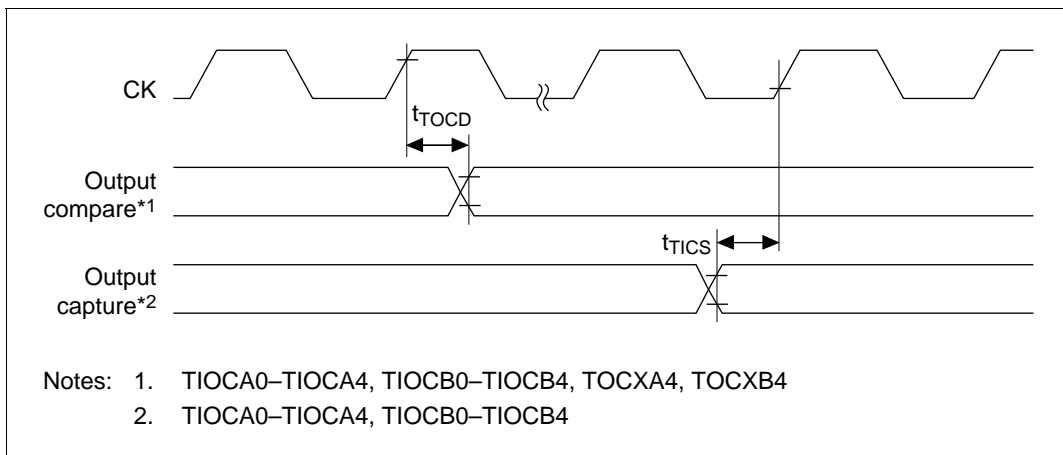 CK
tTOCD
Output
compare*1
tTICS
Output
capture*2
Notes: 1. TIOCA0–TIOCA4, TIOCB0–TIOCB4, TOCXA4, TOCXB4
2. TIOCA0–TIOCA4, TIOCB0–TIOCB4